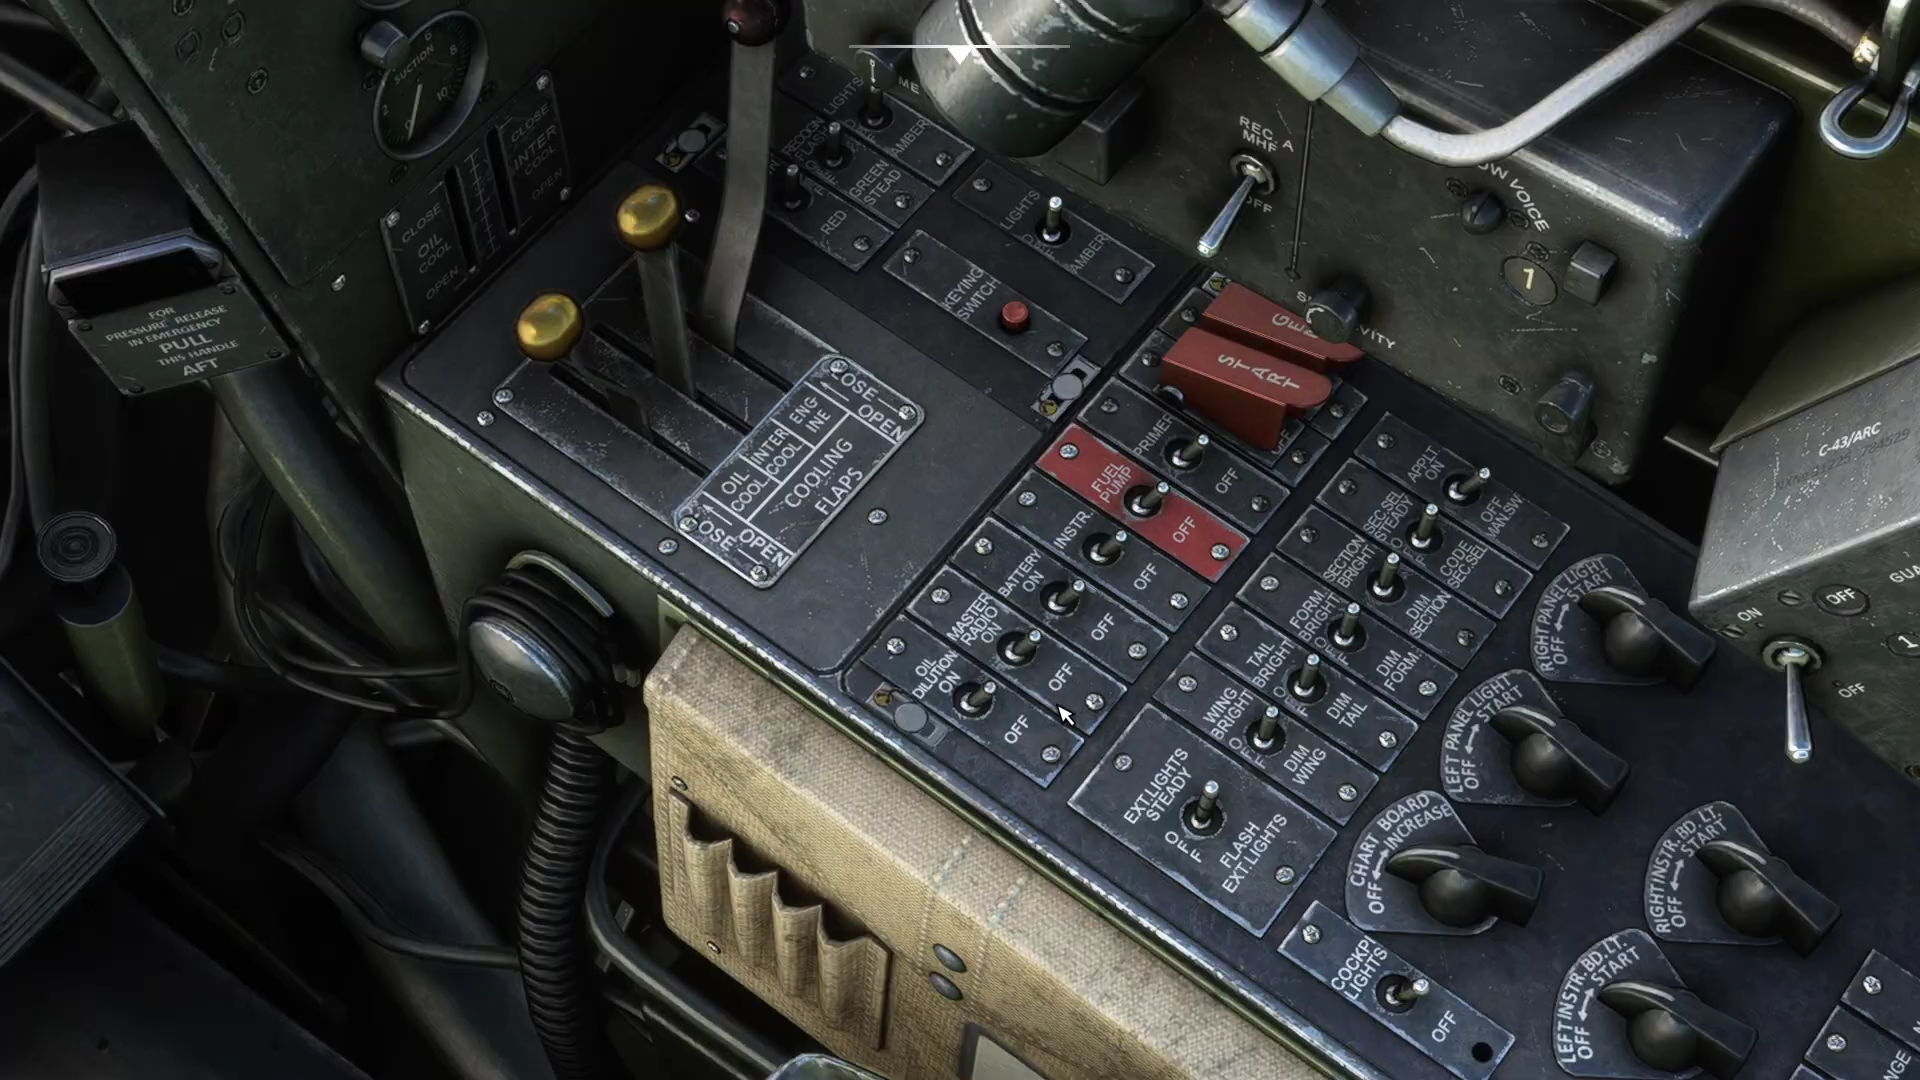 SUCTION
CLOSE
INTER
COOL
OPEN
CLOSE
OIL
COOL
OPEN
FOR
PRESSURE RELEASE
IN EMERGENCY
PULL
THIS HANDLE
AFT
LIGHTS
AMBER
GREEN
STEAD
RED
LIGHTS
AMBER
KEYING
SWITCH
REC.
MHF
VOICE
1
START
CLOSE
OPEN
ENG-
INE
INTER
COOL
OIL
COOL
COOLING
FLAPS
OPEN
PRIMER
OFF
FUEL
PUMP
OFF
INSTR.
OFF
BATTERY
ON
OFF
MASTER
RADIO
ON
OFF
OIL
DILUTION
ON
OFF
APPLT
ON
OFF
MAN.SW.
SEC.SEL
STEADY
CODE
SEC.SEL
SECTION
BRIGHT
DIM
SECTION
FORM.
BRIGHT
OFF
DIM
FORM.
TAIL
BRIGHT
OFF
DIM
TAIL
WING
BRIGHT
OFF
DIM
WING
EXT.LIGHTS
STEADY
OFF
FLASH
EXT.LIGHTS
RIGHT PANEL LIGHT
OFF START
LEFT PANEL LIGHT
OFF START
CHART BOARD
OFF INCREASE
RIGHT INSTR. BD. LT.
OFF START
LEFT INSTR. BD. LT.
OFF START
LIGHTS
OFF
C-43/ARC
ON
OFF
OFF